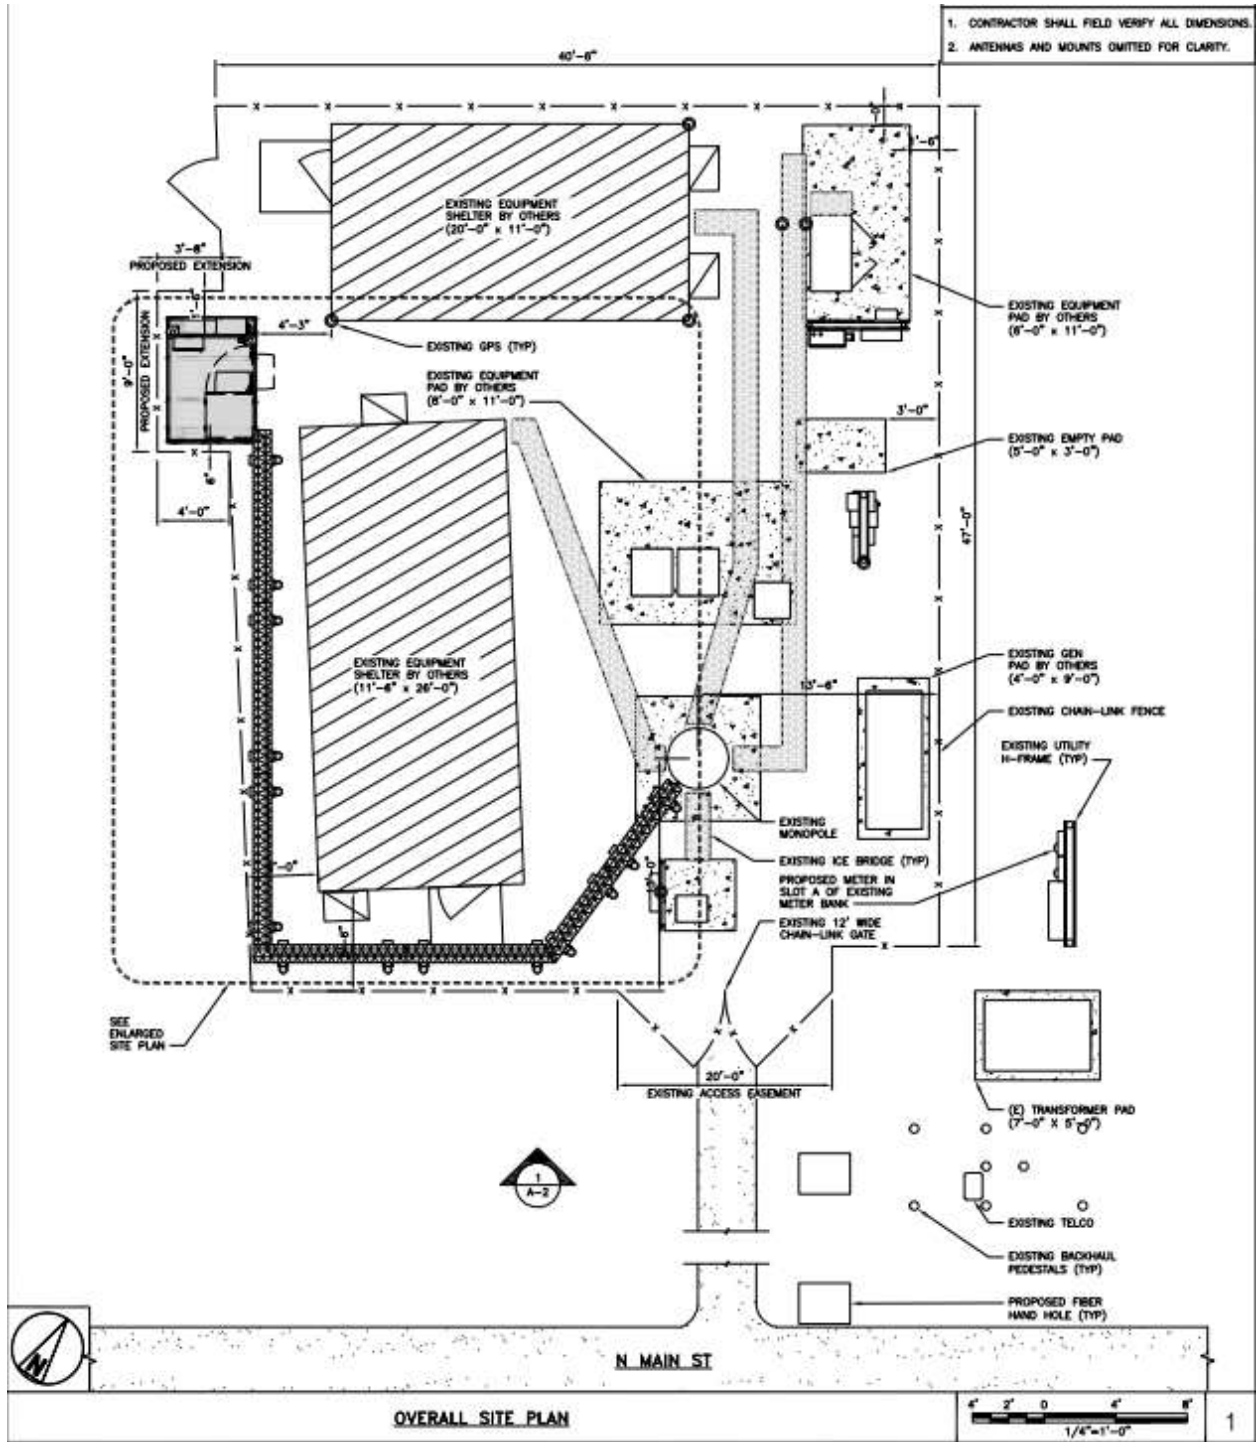 1. CONTRACTOR SHALL FIELD VERIFY ALL DIMENSIONS.
2. ANTENNAS AND MOUNTS OMITTED FOR CLARITY.
40'-6"
EXISTING EQUIPMENT
SHELTER BY OTHERS
(20'-0" x 11'-0")
3'-8"
PROPOSED EXTENSION
9'-0"
PROPOSED EXTENSION
4'-3"
EXISTING GPS (TYP)
EXISTING EQUIPMENT
PAD BY OTHERS
(6'-0" x 11'-0")
EXISTING EQUIPMENT
PAD BY OTHERS
(8'-0" x 11'-0")
3'-0"
EXISTING EMPTY PAD
(5'-0" x 3'-0")
6"
4'-0"
47'-0"
EXISTING EQUIPMENT
SHELTER BY OTHERS
(11'-6" x 26'-0")
EXISTING GEN
PAD BY OTHERS
(4'-0" x 9'-0")
13'-6"
EXISTING CHAIN-LINK FENCE
EXISTING UTILITY
H-FRAME (TYP)
EXISTING
MONOPOLE
EXISTING ICE BRIDGE (TYP)
PROPOSED METER IN
SLOT A OF EXISTING
METER BANK
EXISTING 12' WIDE
CHAIN-LINK GATE
SEE
ENLARGED
SITE PLAN
20'-0"
EXISTING ACCESS EASEMENT
(E) TRANSFORMER PAD
(7'-0" X 5'-0")
1
A-2
EXISTING TELCO
EXISTING BACKHAUL
PEDESTALS (TYP)
PROPOSED FIBER
HAND HOLE (TYP)
N
N MAIN ST
OVERALL SITE PLAN
4' 2' 0 4' 8'
1/4"=1'-0"
1